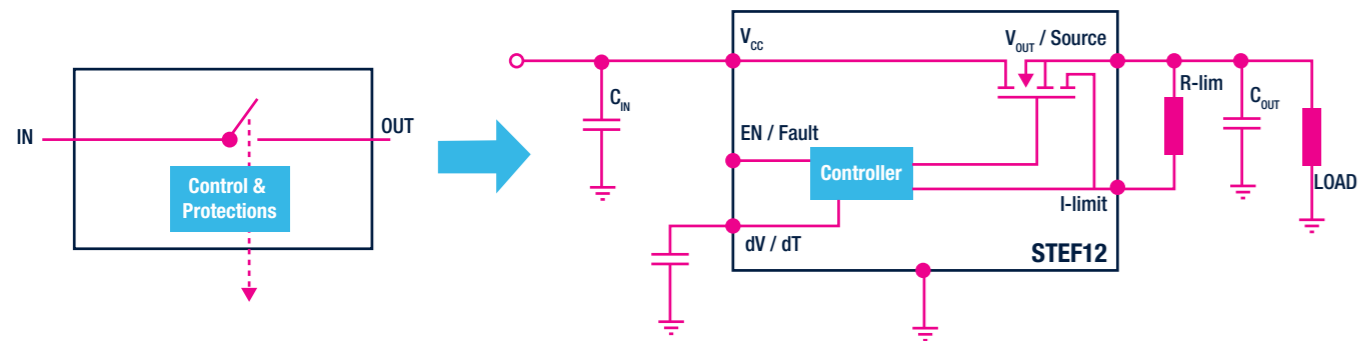 IN
OUT
Control &
Protections
VCC
VOUT / Source
CIN
EN / Fault
Controller
dV / dT
I-limit
STEF12
R-lim
COUT
LOAD